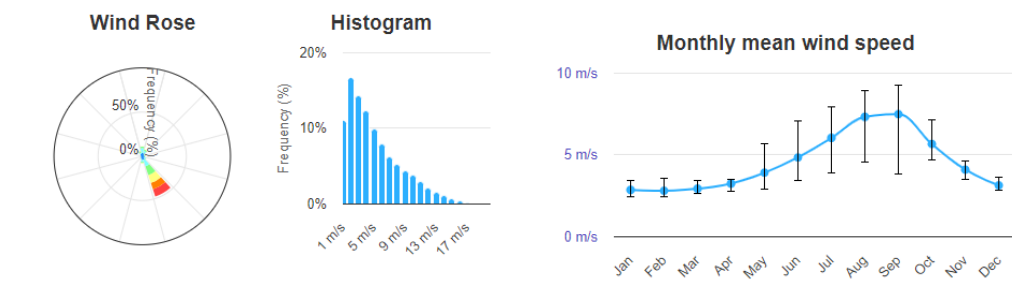 Wind Rose
Frequency (%)
50%
0%
Histogram
20%
10%
0%
Frequency (%)
1 m/s
5 m/s
9 m/s
13 m/s
17 m/s
Monthly mean wind speed
10 m/s
5 m/s
0 m/s
Jan
Feb
Mar
Apr
May
Jun
Jul
Aug
Sep
Oct
Nov
Dec